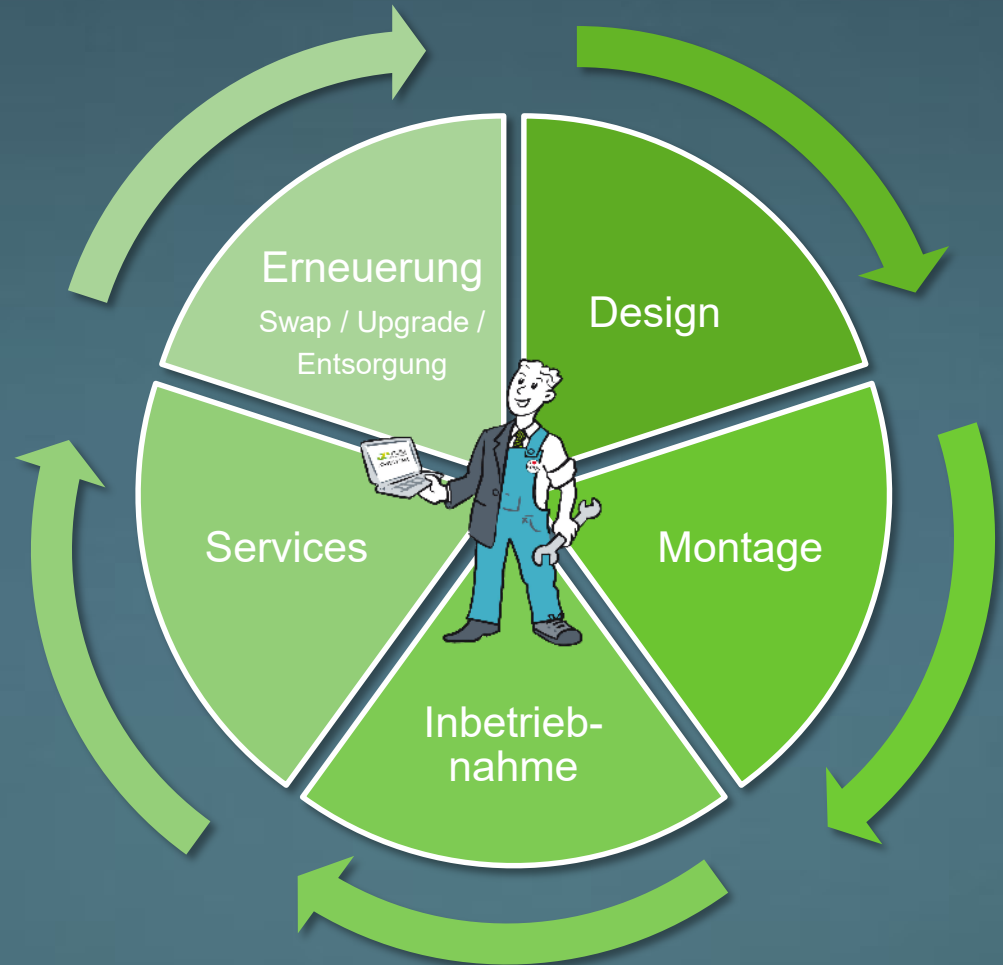 Design
Montage
Inbetrieb-
nahme
Services
Erneuerung
Swap / Upgrade /
Entsorgung